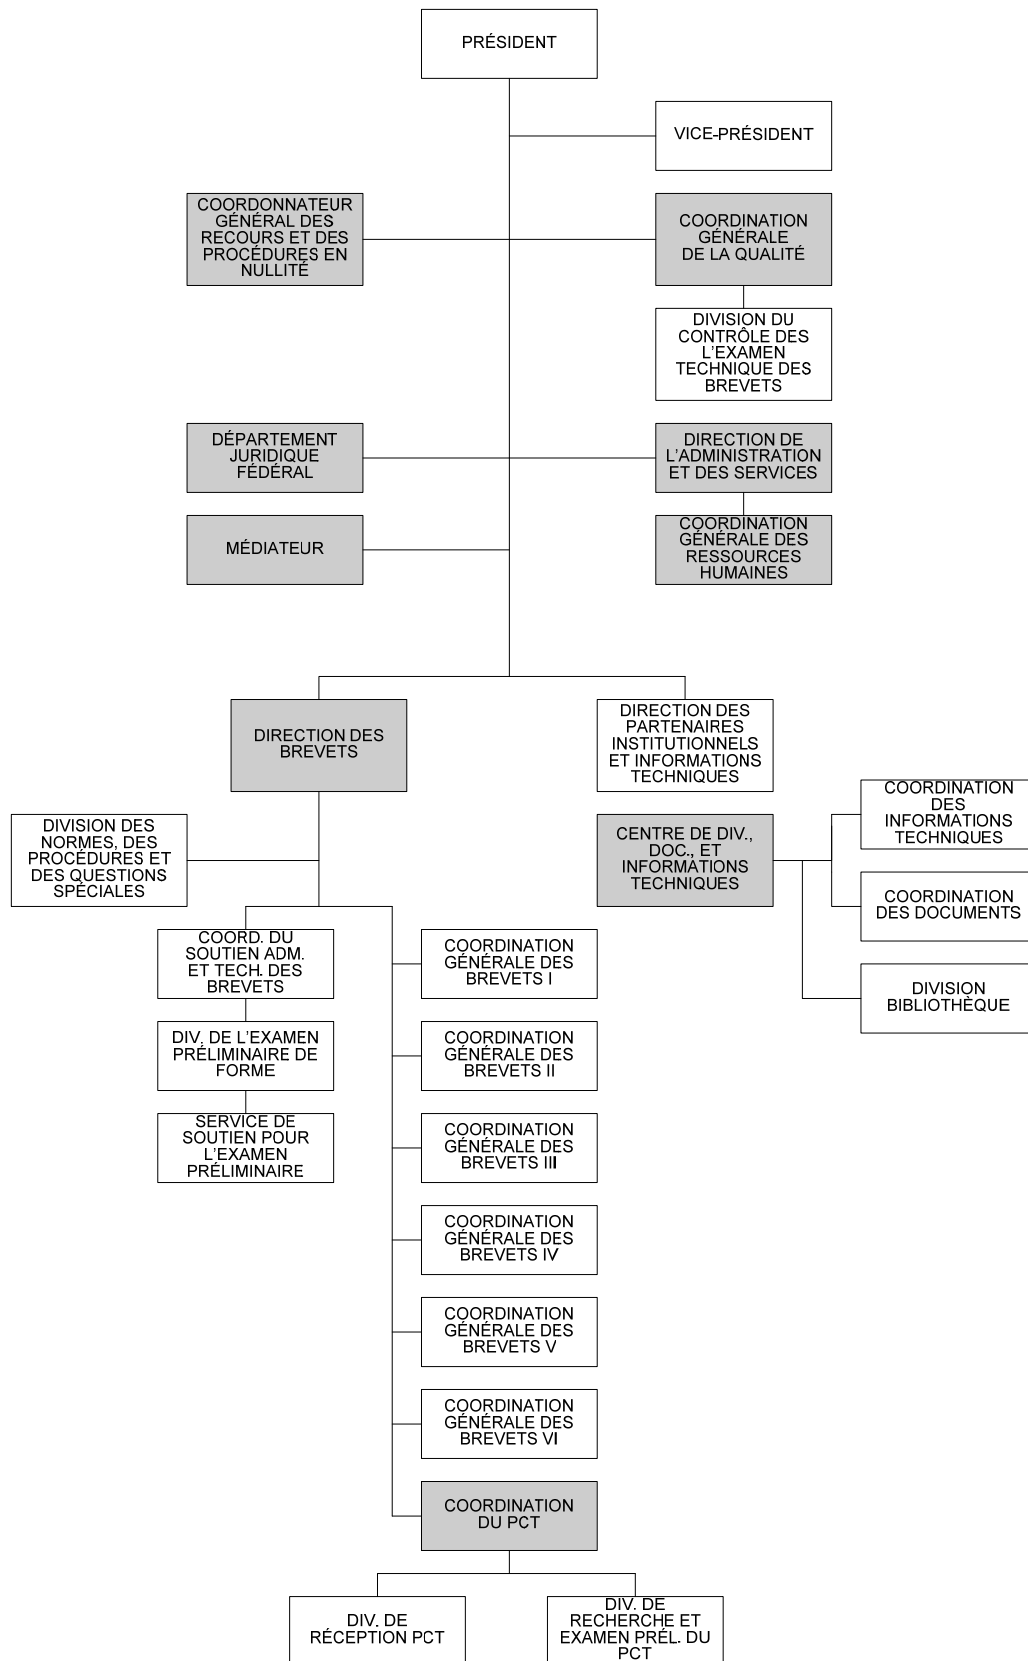 PRÉSIDENT
VICE-PRÉSIDENT
COORDONNATEUR
GÉNÉRAL DES
RECOURS ET DES
PROCÉDURES EN
NULLITÉ
COORDINATION
GÉNÉRALE
DE LA QUALITÉ
DIVISION DU
CONTRÔLE DES
L'EXAMEN
TECHNIQUE DES
BREVETS
DÉPARTEMENT
JURIDIQUE
FÉDÉRAL
DIRECTION DE
L'ADMINISTRATION
ET DES SERVICES
MÉDIATEUR
COORDINATION
GÉNÉRALE DES
RESSOURCES
HUMAINES
DIRECTION DES
BREVETS
DIRECTION DES
PARTENAIRES
INSTITUTIONNELS
ET INFORMATIONS
TECHNIQUES
DIVISION DES
NORMES, DES
PROCÉDURES ET
DES QUESTIONS
SPÉCIALES
CENTRE DE DIV.,
DOC., ET
INFORMATIONS
TECHNIQUES
COORDINATION
DES
INFORMATIONS
TECHNIQUES
COORDINATION
DES DOCUMENTS
DIVISION
BIBLIOTHÈQUE
COORD. DU
SOUTIEN ADM.
ET TECH. DES
BREVETS
DIV. DE L'EXAMEN
PRÉLIMINAIRE DE
FORME
SERVICE DE
SOUTIEN POUR
L'EXAMEN
PRÉLIMINAIRE
COORDINATION
GÉNÉRALE DES
BREVETS I
COORDINATION
GÉNÉRALE DES
BREVETS II
COORDINATION
GÉNÉRALE DES
BREVETS III
COORDINATION
GÉNÉRALE DES
BREVETS IV
COORDINATION
GÉNÉRALE DES
BREVETS V
COORDINATION
GÉNÉRALE DES
BREVETS VI
COORDINATION
DU PCT
DIV. DE
RÉCEPTION PCT
DIV. DE
RECHERCHE ET
EXAMEN PRÉL. DU
PCT